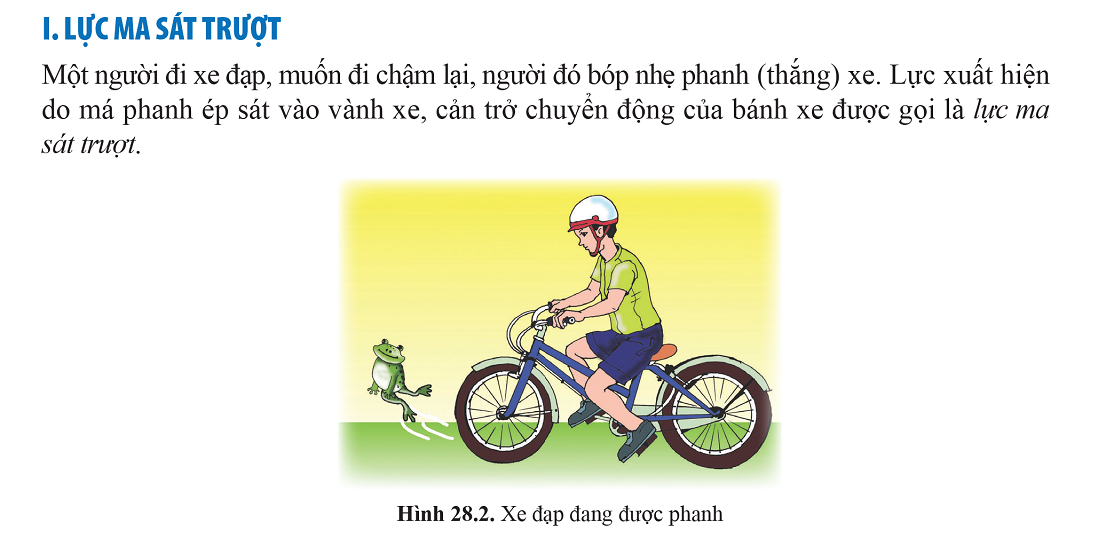 I. LỰC MA SÁT TRƯỢT
Một người đi xe đạp, muốn đi chậm lại, người đó bóp nhẹ phanh (thắng) xe. Lực xuất hiện
do má phanh ép sát vào vành xe, cản trở chuyển động của bánh xe được gọi là lực ma
sát trượt.
Hình 28.2. Xe đạp đang được phanh